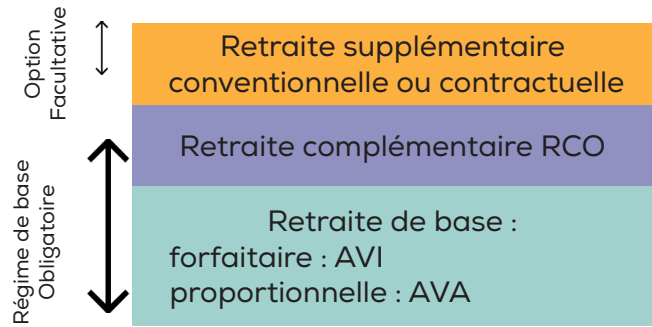 Option
Facultative
Retraite supplémentaire
conventionnelle ou contractuelle
Retraite complémentaire RCO
Régime de base
Obligatoire
Retraite de base :
forfaitaire : AVI
proportionnelle : AVA